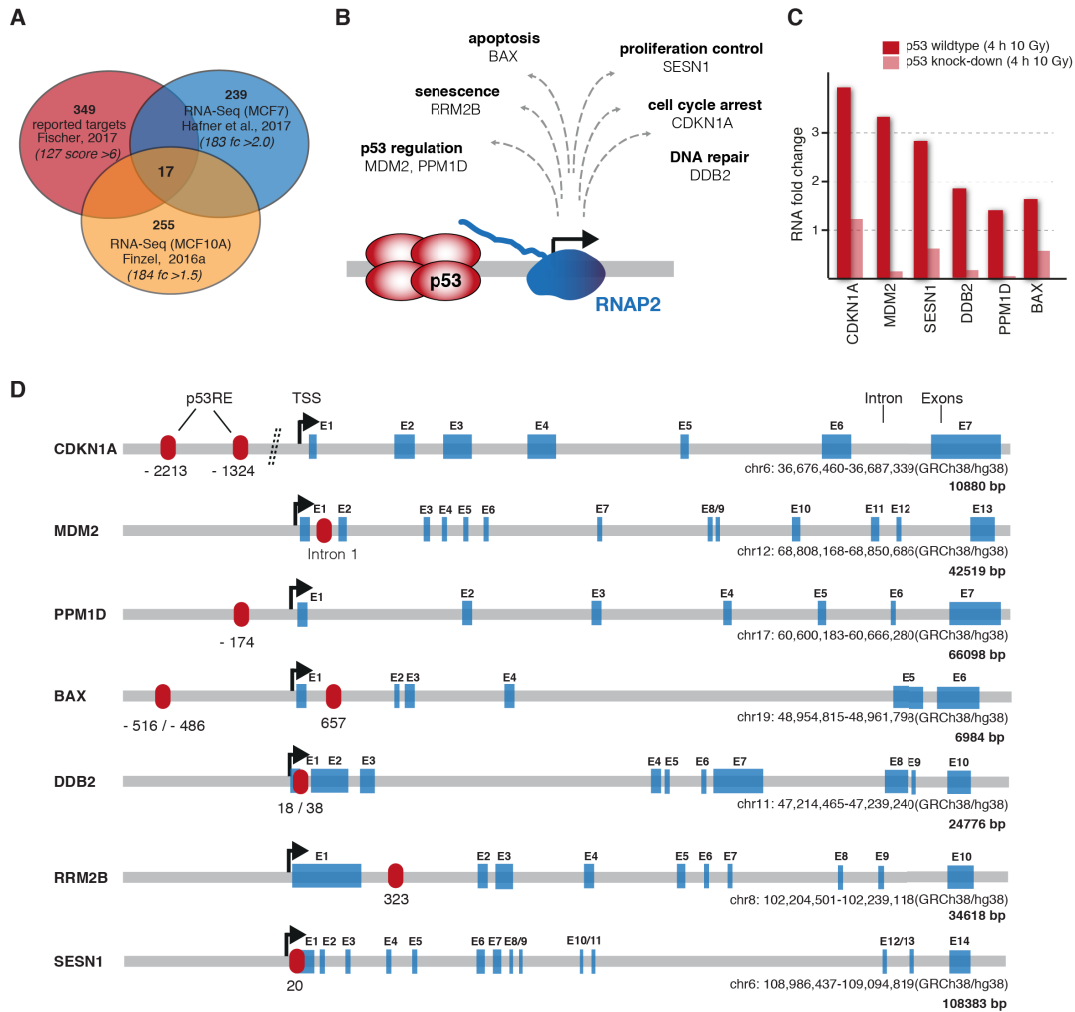 A
349
reported targets
Fischer, 2017
(127 score >6)
239
RNA-Seq (MCF7)
Hafner et al., 2017
(183 fc >2.0)
17
255
RNA-Seq (MCF10A)
Finzel, 2016a
(184 fc >1.5)
B
apoptosis
BAX
proliferation control
SESN1
senescence
RRM2B
cell cycle arrest
CDKN1A
p53 regulation
MDM2, PPM1D
DNA repair
DDB2
p53
RNAP2
C
p53 wildtype (4 h 10 Gy)
p53 knock-down (4 h 10 Gy)
RNA fold change
3
2
1
CDKN1A
MDM2
SESN1
DDB2
PPM1D
BAX
D
p53RE
TSS
Intron
Exons
CDKN1A
E1 E2 E3 E4 E5 E6 E7
- 2213
- 1324
chr6: 36,676,460-36,687,339(GRCh38/hg38)
10880 bp
MDM2
E1 E2 E3 E4 E5 E6 E7 E8/9 E10 E11 E12 E13
Intron 1
chr12: 68,808,168-68,850,686(GRCh38/hg38)
42519 bp
PPM1D
E1 E2 E3 E4 E5 E6 E7
- 174
chr17: 60,600,183-60,666,280(GRCh38/hg38)
66098 bp
BAX
E1 E2 E3 E4 E5 E6
- 516 / - 486
657
chr19: 48,954,815-48,961,798(GRCh38/hg38)
6984 bp
DDB2
E1 E2 E3 E4 E5 E6 E7 E8 E9 E10
18 / 38
chr11: 47,214,465-47,239,240(GRCh38/hg38)
24776 bp
RRM2B
E1 E2 E3 E4 E5 E6 E7 E8 E9 E10
323
chr8: 102,204,501-102,239,118(GRCh38/hg38)
34618 bp
SESN1
E1 E2 E3 E4 E5 E6 E7 E8/9 E10/11 E12/13 E14
20
chr6: 108,986,437-109,094,819(GRCh38/hg38)
108383 bp